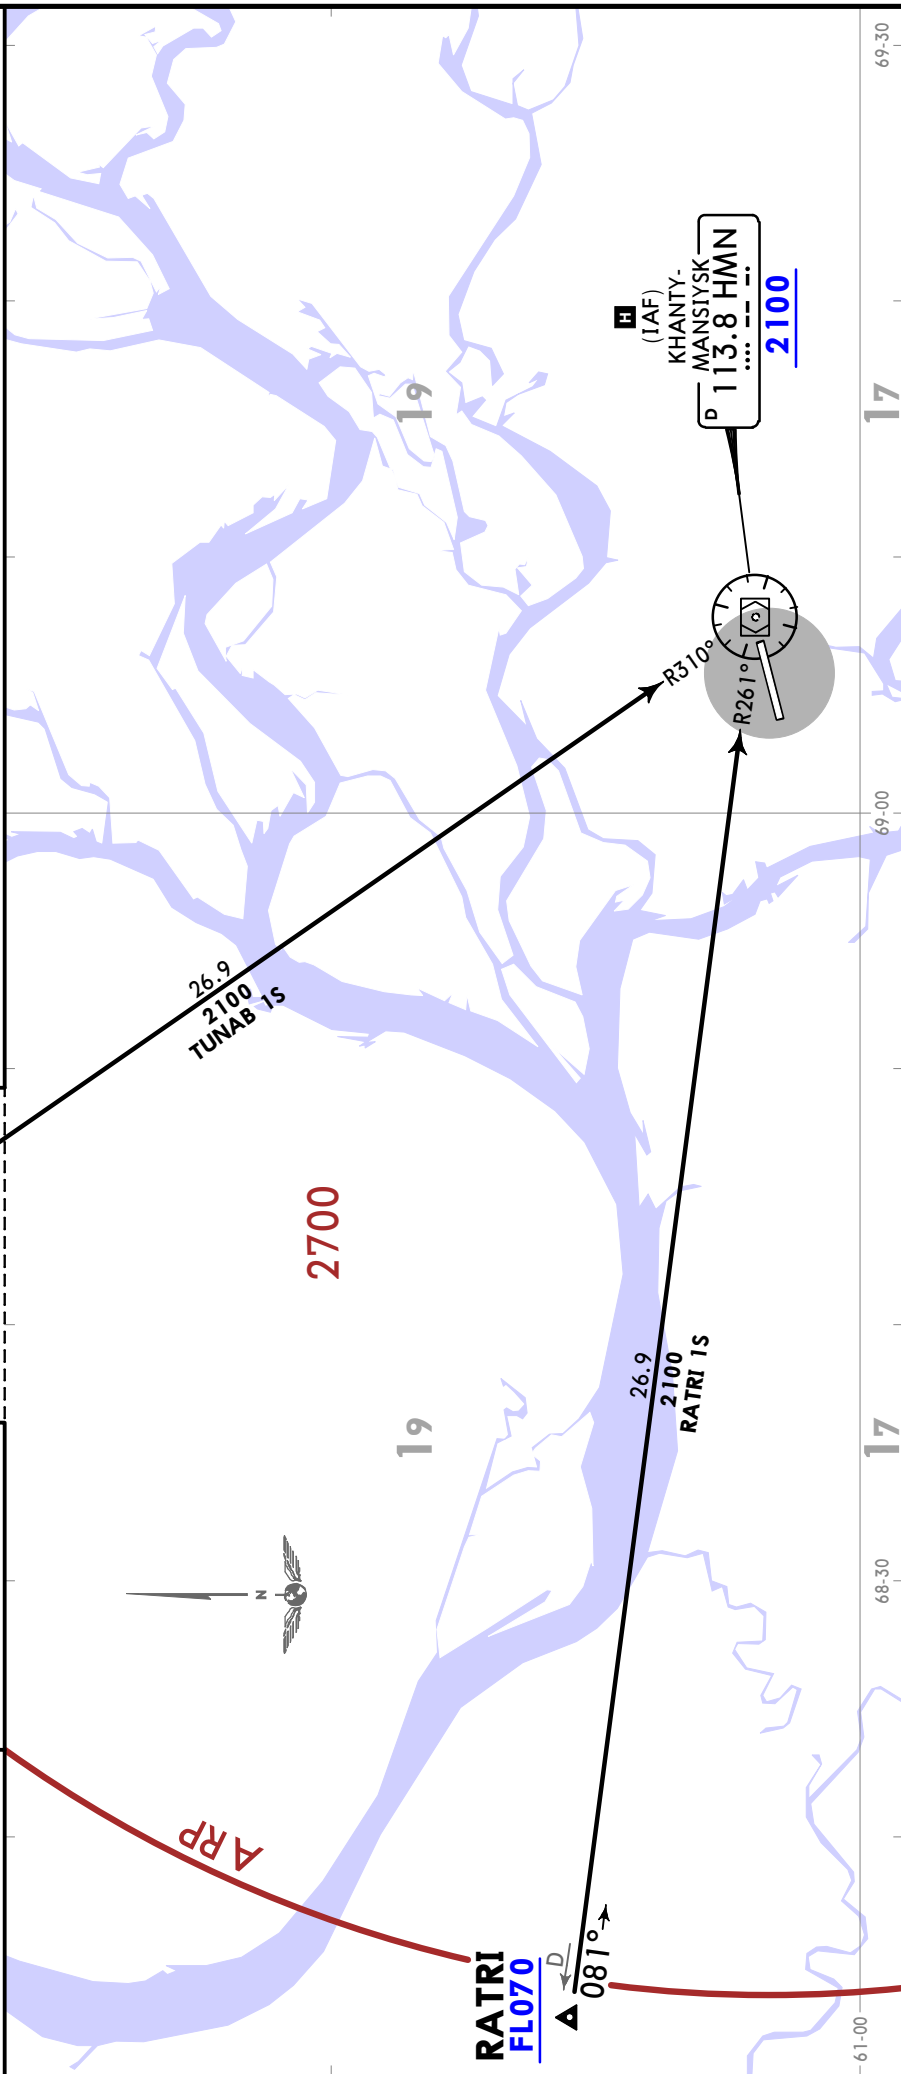 69-30
H
(IAF)
KHANTY-
MANSIYSK
D 113.8 HMN
2100
19
17
R310°
R261°
69-00
26.9
2100
TUNAB 1S
2700
26.9
2100
RATRI 1S
19
17
N
68-30
ARP
RATRI
FL070
D
081°
61-00